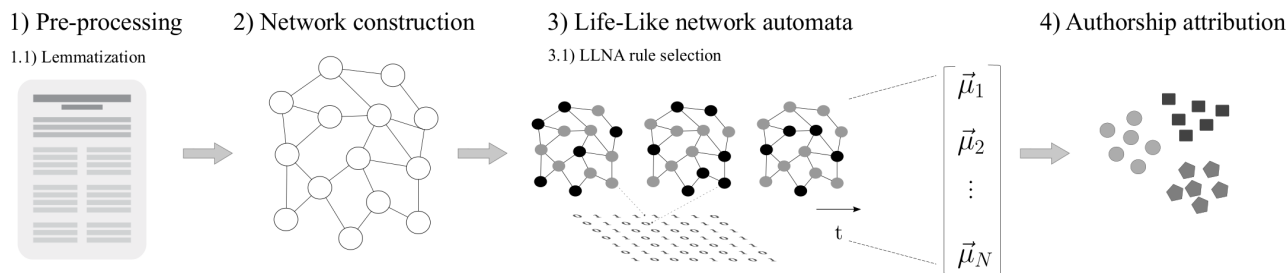 1) Pre-processing
1.1) Lemmatization
2) Network construction
3) Life-Like network automata
3.1) LLNA rule selection
t
μ⃗₁
μ⃗₂
⋮
μ⃗_N
4) Authorship attribution